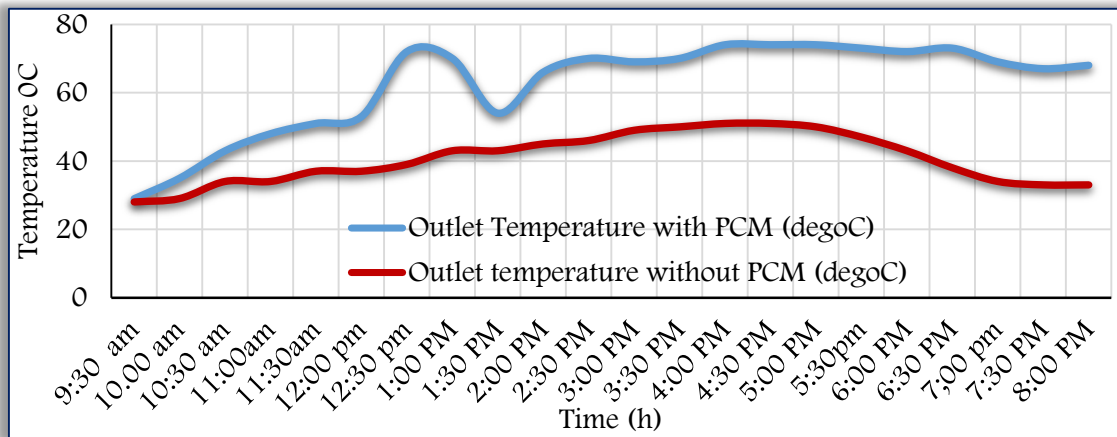 80
60
40
20
0
Temperature 0C
Outlet Temperature with PCM (degoC)
Outlet temperature without PCM (degoC)
9:30 am
10.00 am
10:30 am
11:00am
11:30am
12:00 pm
12:30 pm
1:00 PM
1:30 PM
2:00 PM
2:30 PM
3:00 PM
3:30 PM
4:00 PM
4:30 PM
5:00 PM
5:30pm
6:00 PM
6:30 PM
7;00 pm
7:30 PM
8:00 PM
Time (h)